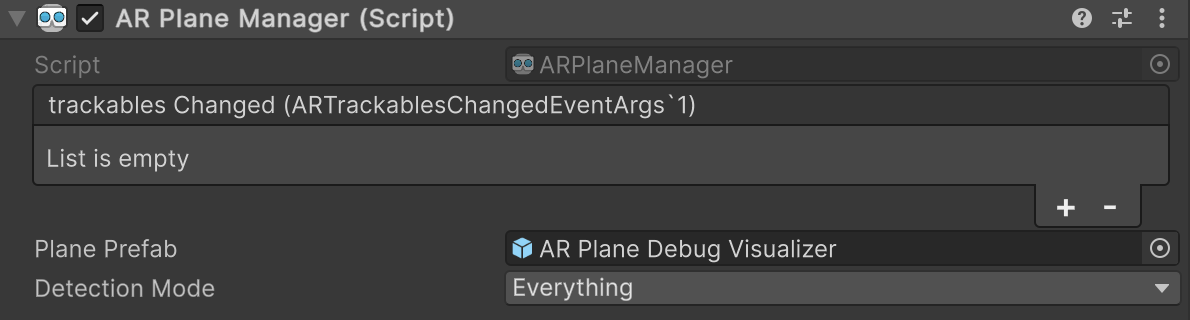 AR Plane Manager (Script)
Script ARPlaneManager
trackables Changed (ARTrackablesChangedEventArgs`1)
List is empty
+ -
Plane Prefab AR Plane Debug Visualizer
Detection Mode Everything